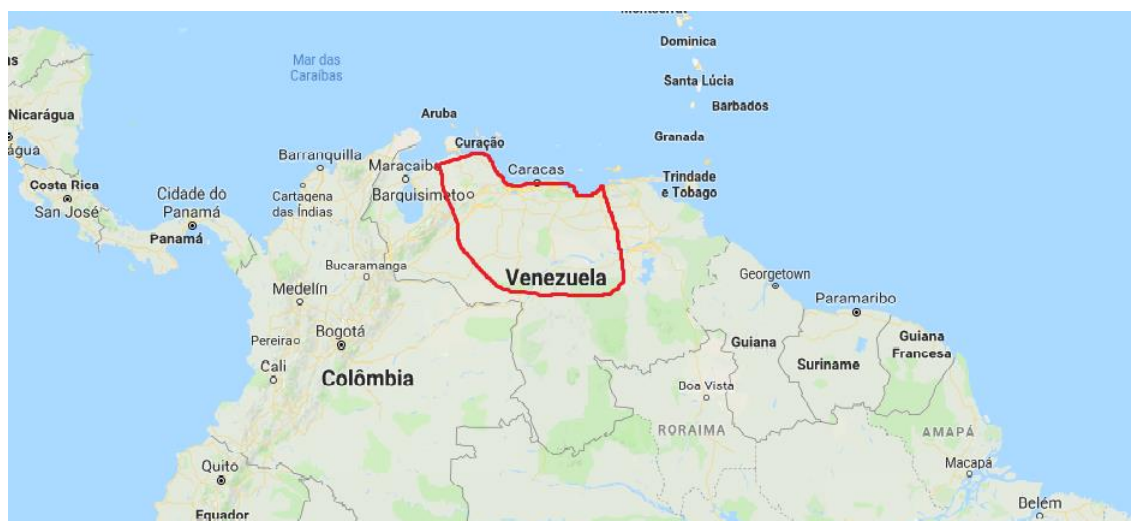 Montserrat
Dominica
Mar das
Caraíbas
Santa Lúcia
Barbados
Nicarágua
Aruba
Granada
Curaçao
Barranquilla
Maracaibo
Caracas
Trindade
e Tobago
Costa Rica
San José
Cidade do
Panamá
Panamá
Cartagena
das Índias
Barquisimeto
Bucaramanga
Venezuela
Georgetown
Medellín
Paramaribo
Bogotá
Pereira
Guiana
Guiana
Francesa
Suriname
Cali
Colômbia
Boa Vista
RORAIMA
AMAPÁ
Quito
Macapá
Equador
Belém